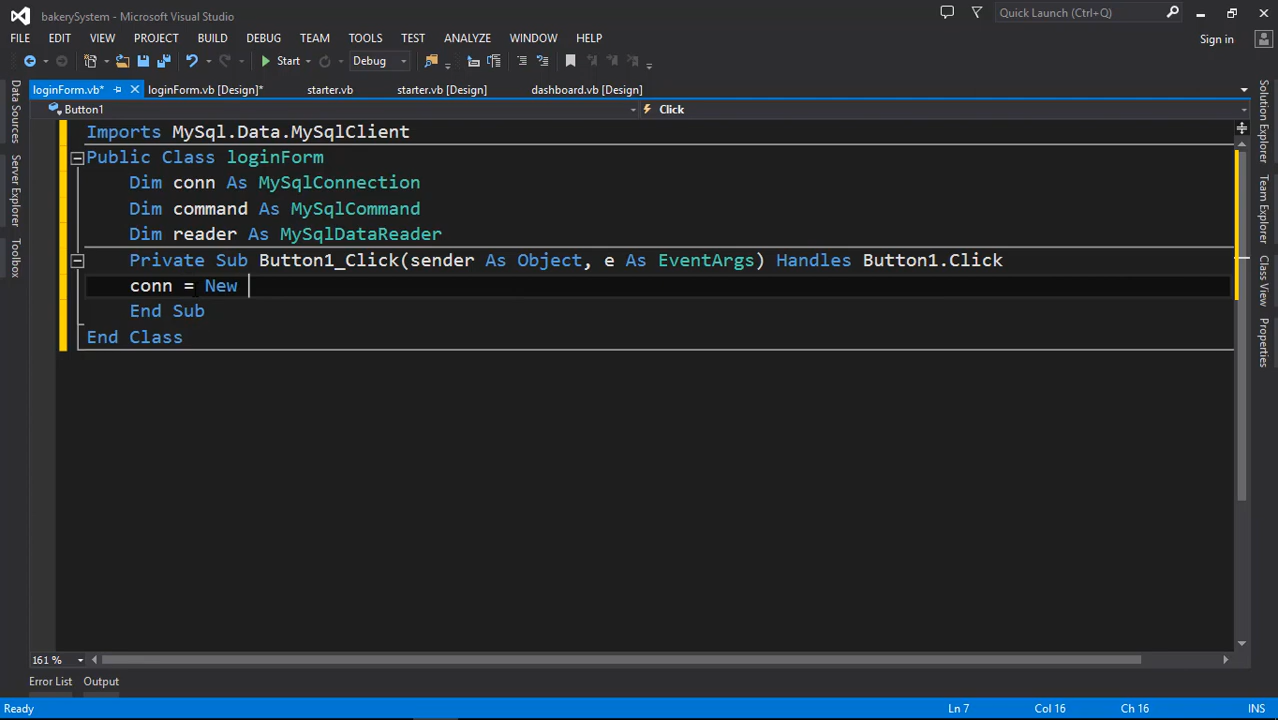 bakerySystem - Microsoft Visual Studio
Quick Launch (Ctrl+Q)
FILE EDIT VIEW PROJECT BUILD DEBUG TEAM TOOLS TEST ANALYZE WINDOW HELP
Sign in
Start
Debug
loginForm.vb*
loginForm.vb [Design]*
starter.vb
starter.vb [Design]
dashboard.vb [Design]
Button1
Click
Data Sources
Server Explorer
Toolbox
Imports MySql.Data.MySqlClient
Public Class loginForm
Dim conn As MySqlConnection
Dim command As MySqlCommand
Dim reader As MySqlDataReader
Private Sub Button1_Click(sender As Object, e As EventArgs) Handles Button1.Click
conn = New
End Sub
End Class
Solution Explorer
Team Explorer
Class View
Properties
161 %
Error List
Output
Ready
Ln 7
Col 16
Ch 16
INS